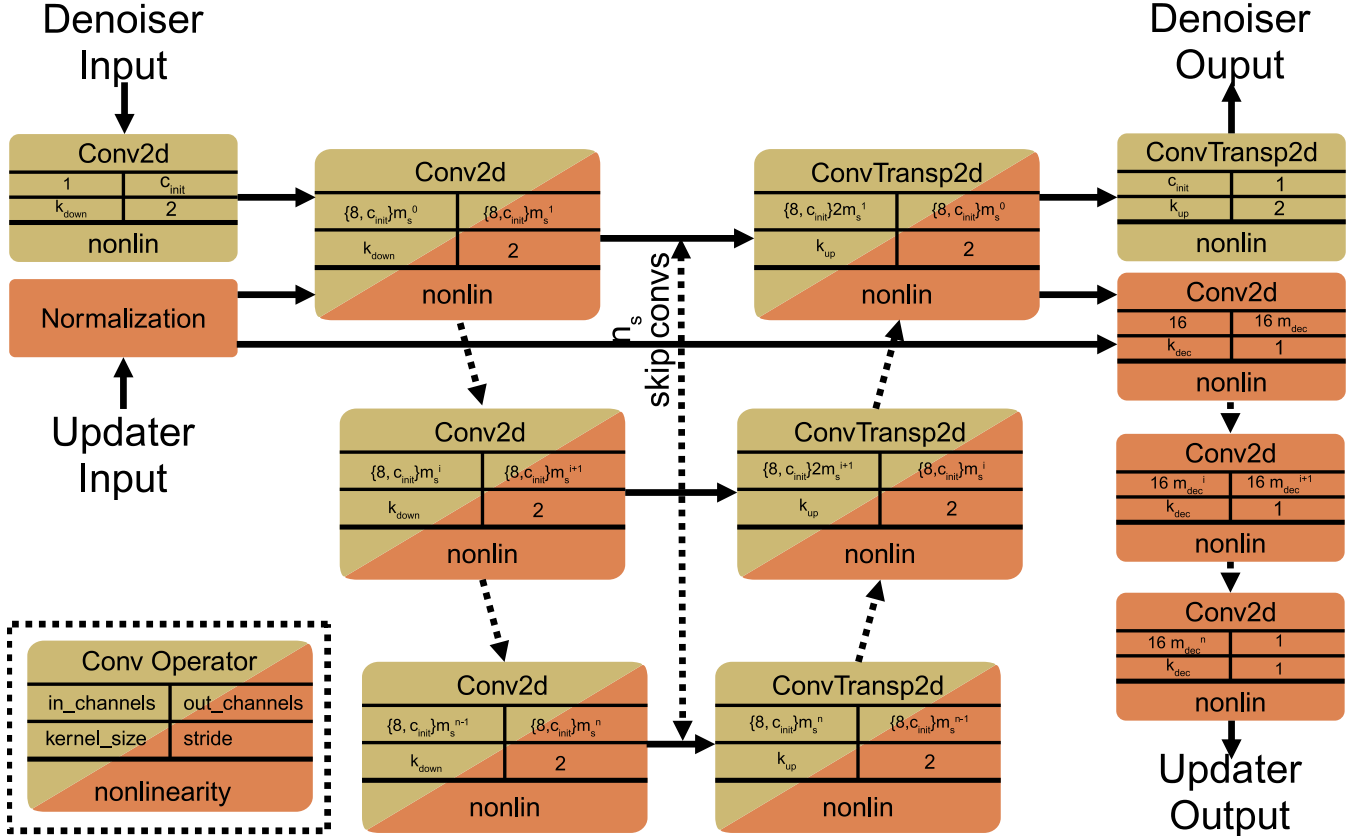 Denoiser
Input
Conv2d
1 c_init
k_down 2
nonlin
Normalization
Updater
Input
Conv2d
{8, c_init}m_s^0 {8,c_init}m_s^1
k_down 2
nonlin
Conv2d
{8, c_init}m_s^i {8,c_init}m_s^i+1
k_down 2
nonlin
Conv2d
{8, c_init}m_s^n-1 {8,c_init}m_s^n
k_down 2
nonlin
n_s
skip convs
ConvTransp2d
{8, c_init}2m_s^1 {8, c_init}m_s^0
k_up 2
nonlin
ConvTransp2d
{8, c_init}2m_s^i+1 {8,c_init}m_s^i
k_up 2
nonlin
ConvTransp2d
{8, c_init}m_s^n {8,c_init}m_s^n-1
k_up 2
nonlin
Denoiser
Ouput
ConvTransp2d
c_init 1
k_up 2
nonlin
Conv2d
16 16 m_dec
k_dec 1
nonlin
Conv2d
16 m_dec^i 16 m_dec^i+1
k_dec 1
nonlin
Conv2d
16 m_dec^n 1
k_dec 1
nonlin
Updater
Output
Conv Operator
in_channels out_channels
kernel_size stride
nonlinearity